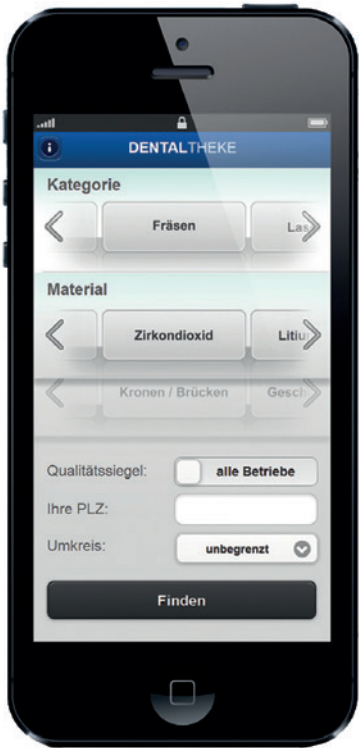 DENTALTHEKE
Kategorie
Fräsen
Las
Material
Zirkondioxid
Litiu
Kronen / Brücken
Gesch
Qualitätssiegel:
alle Betriebe
Ihre PLZ:
Umkreis:
unbegrenzt
Finden